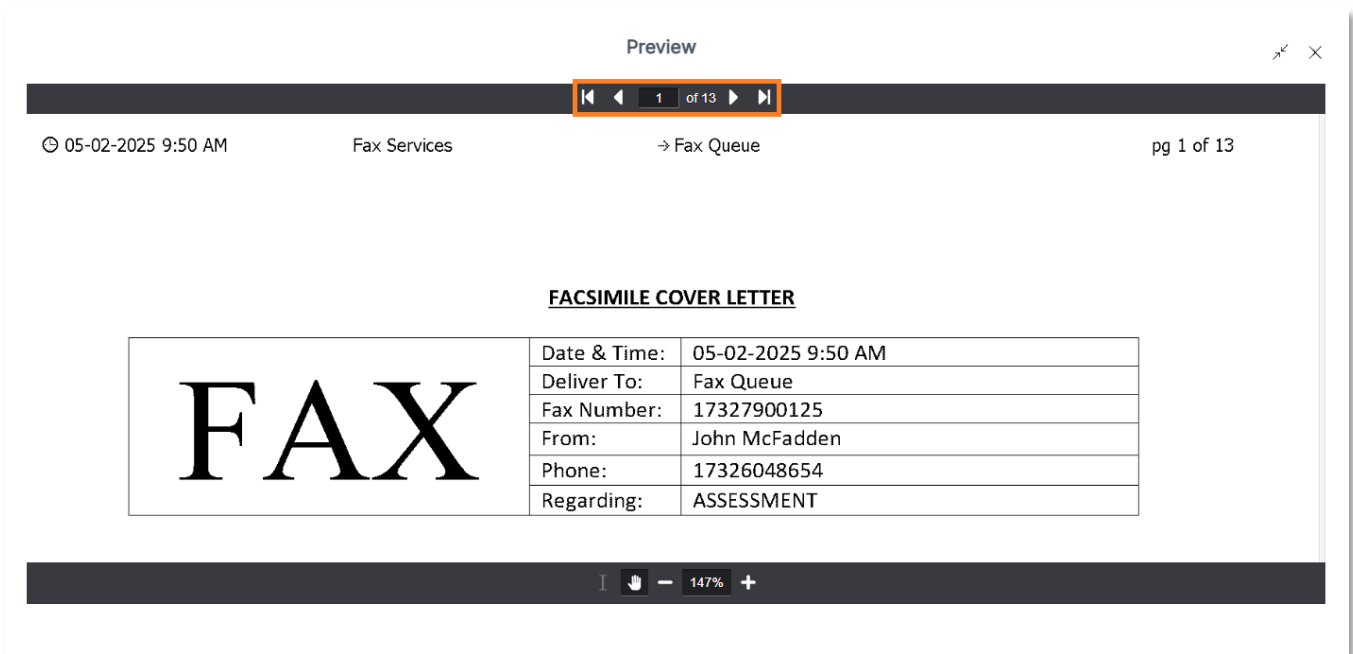 Preview
1 of 13
05-02-2025 9:50 AM Fax Services → Fax Queue pg 1 of 13
FACSIMILE COVER LETTER
FAX
Date & Time: 05-02-2025 9:50 AM
Deliver To: Fax Queue
Fax Number: 17327900125
From: John McFadden
Phone: 17326048654
Regarding: ASSESSMENT
147%